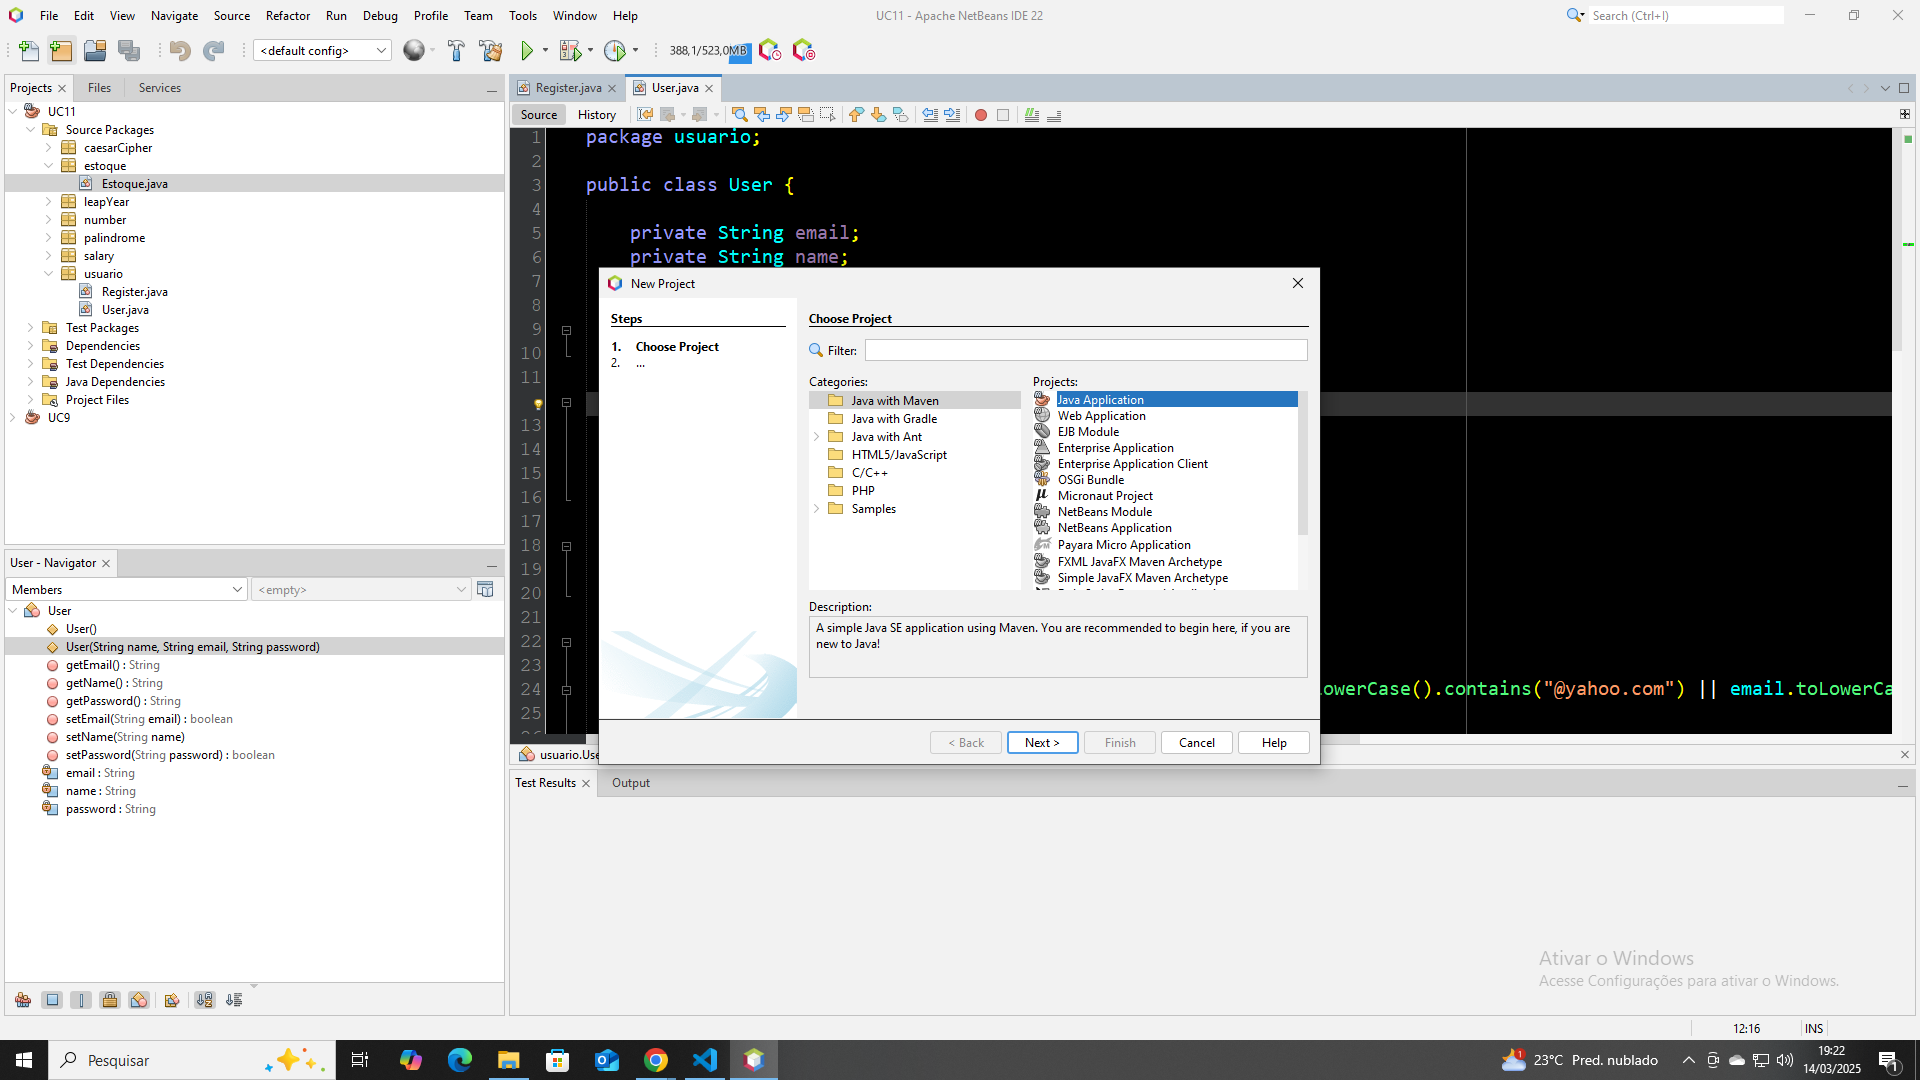 File Edit View Navigate Source Refactor Run Debug Profile Team Tools Window Help
UC11 - Apache NetBeans IDE 22
Search (Ctrl+I)
<default config>
388,1/523,0MB
Projects Files Services
UC11
Source Packages
caesarCipher
estoque
Estoque.java
leapYear
number
palindrome
salary
usuario
Register.java
User.java
Test Packages
Dependencies
Test Dependencies
Java Dependencies
Project Files
UC9
User - Navigator
Members
<empty>
User
User()
User(String name, String email, String password)
getEmail() : String
getName() : String
getPassword() : String
setEmail(String email) : boolean
setName(String name)
setPassword(String password) : boolean
email : String
name : String
password : String
Register.java User.java
Source History
1 package usuario;
2
3 public class User {
4
5 private String email;
6 private String name;
7
8
9
10
11
13
14
15
16
17
18
19
20
21
22
23
24 .owerCase().contains("@yahoo.com") || email.toLowerCa
25
usuario.Use
New Project
Steps
1. Choose Project
2. ...
Choose Project
Filter:
Categories:
Java with Maven
Java with Gradle
Java with Ant
HTML5/JavaScript
C/C++
PHP
Samples
Projects:
Java Application
Web Application
EJB Module
Enterprise Application
Enterprise Application Client
OSGi Bundle
Micronaut Project
NetBeans Module
NetBeans Application
Payara Micro Application
FXML JavaFX Maven Archetype
Simple JavaFX Maven Archetype
Description:
A simple Java SE application using Maven. You are recommended to begin here, if you are
new to Java!
< Back Next > Finish Cancel Help
Test Results Output
Ativar o Windows
Acesse Configurações para ativar o Windows.
12:16 INS
Pesquisar
1
23°C Pred. nublado
19:22
14/03/2025
1